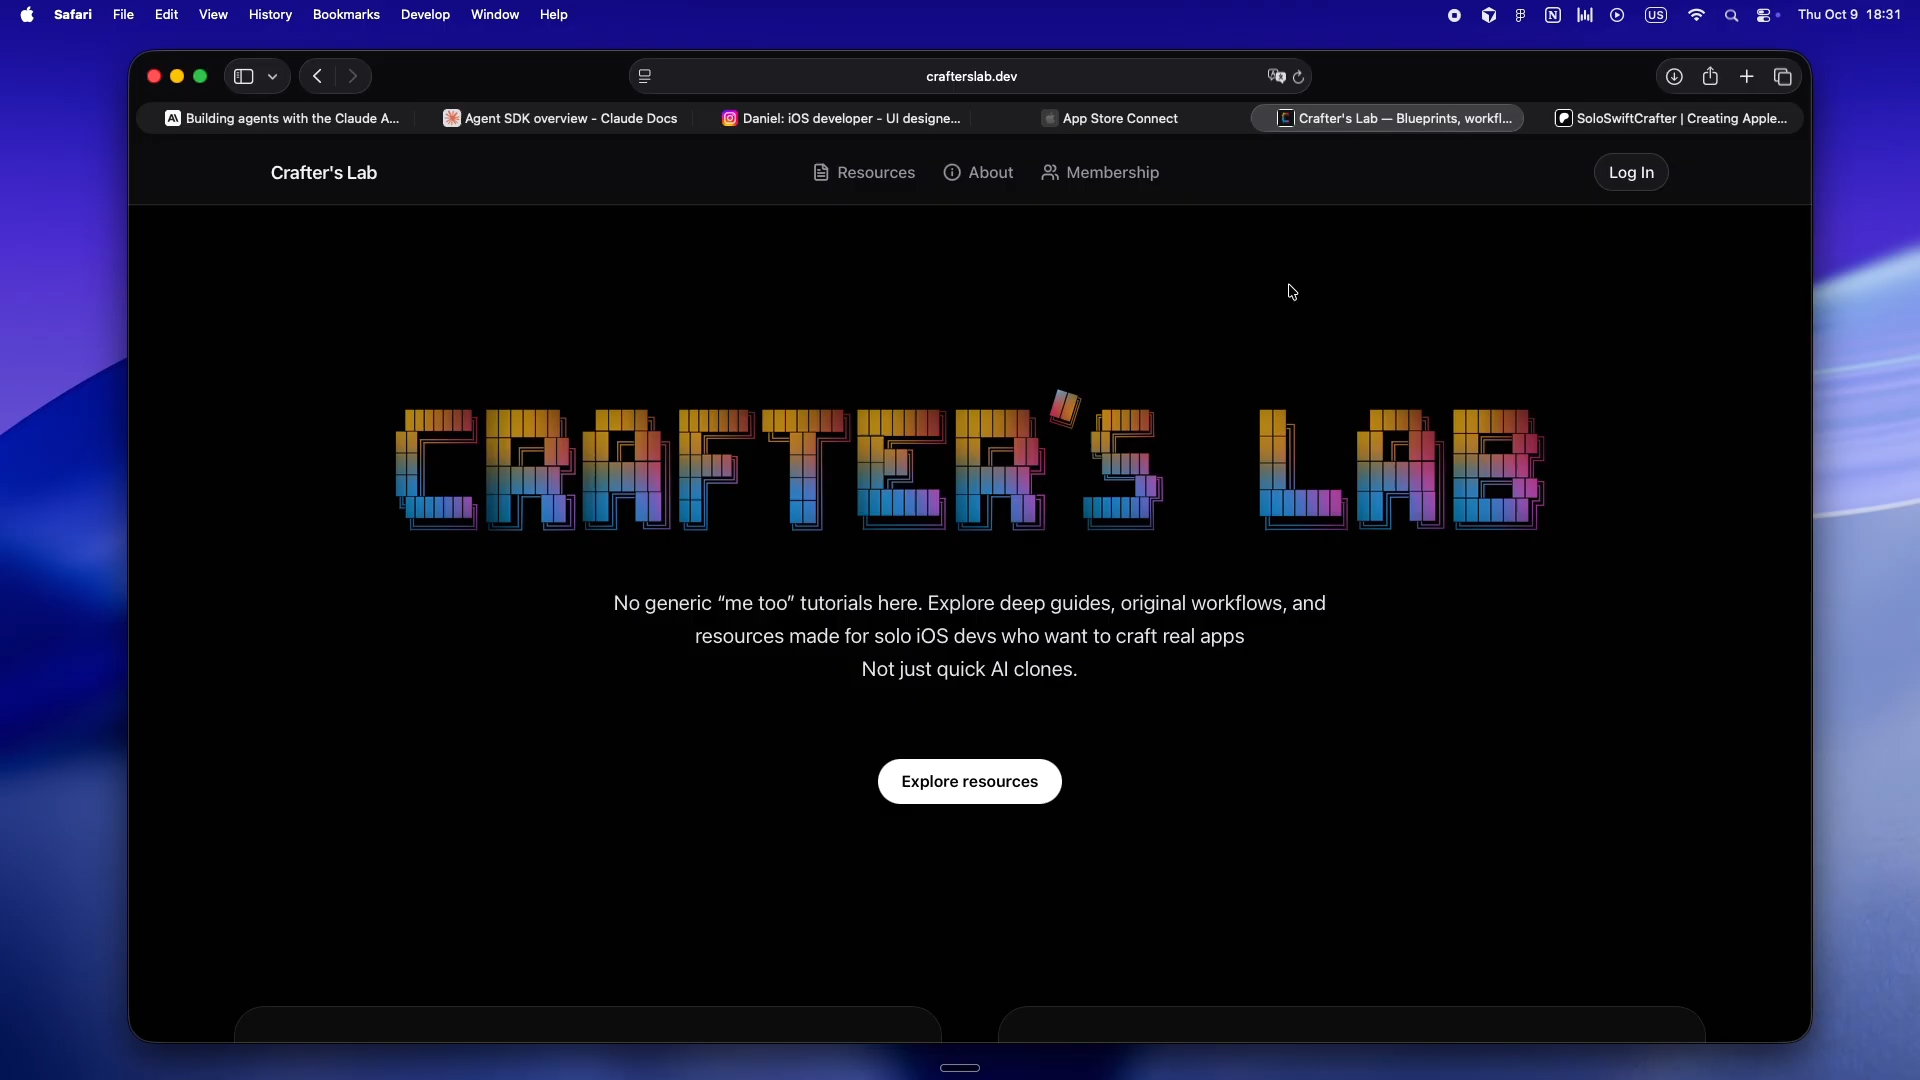 Safari File Edit View History Bookmarks Develop Window Help
N US Thu Oct 9 18:31
crafterslab.dev
Building agents with the Claude A...
Agent SDK overview - Claude Docs
Daniel: iOS developer - UI designe...
App Store Connect
Crafter's Lab — Blueprints, workfl...
SoloSwiftCrafter | Creating Apple...
Crafter's Lab
Resources
About
Membership
Log In
CRAFTER'S LAB
No generic “me too” tutorials here. Explore deep guides, original workflows, and
resources made for solo iOS devs who want to craft real apps
Not just quick AI clones.
Explore resources